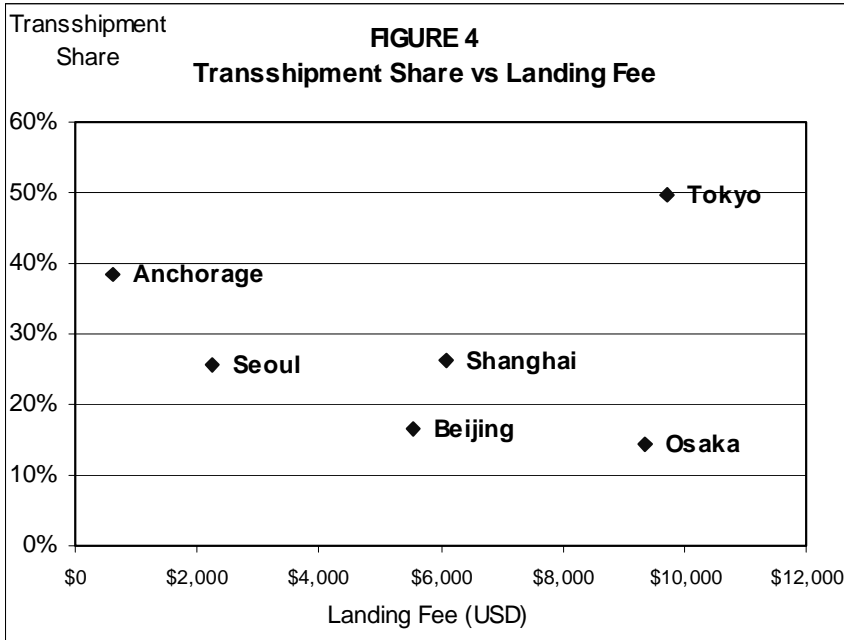 Transshipment
Share
FIGURE 4
Transshipment Share vs Landing Fee
60%
50%
Tokyo
40%
Anchorage
30%
Seoul
Shanghai
20%
Beijing
Osaka
10%
0%
$0 $2,000 $4,000 $6,000 $8,000 $10,000 $12,000
Landing Fee (USD)